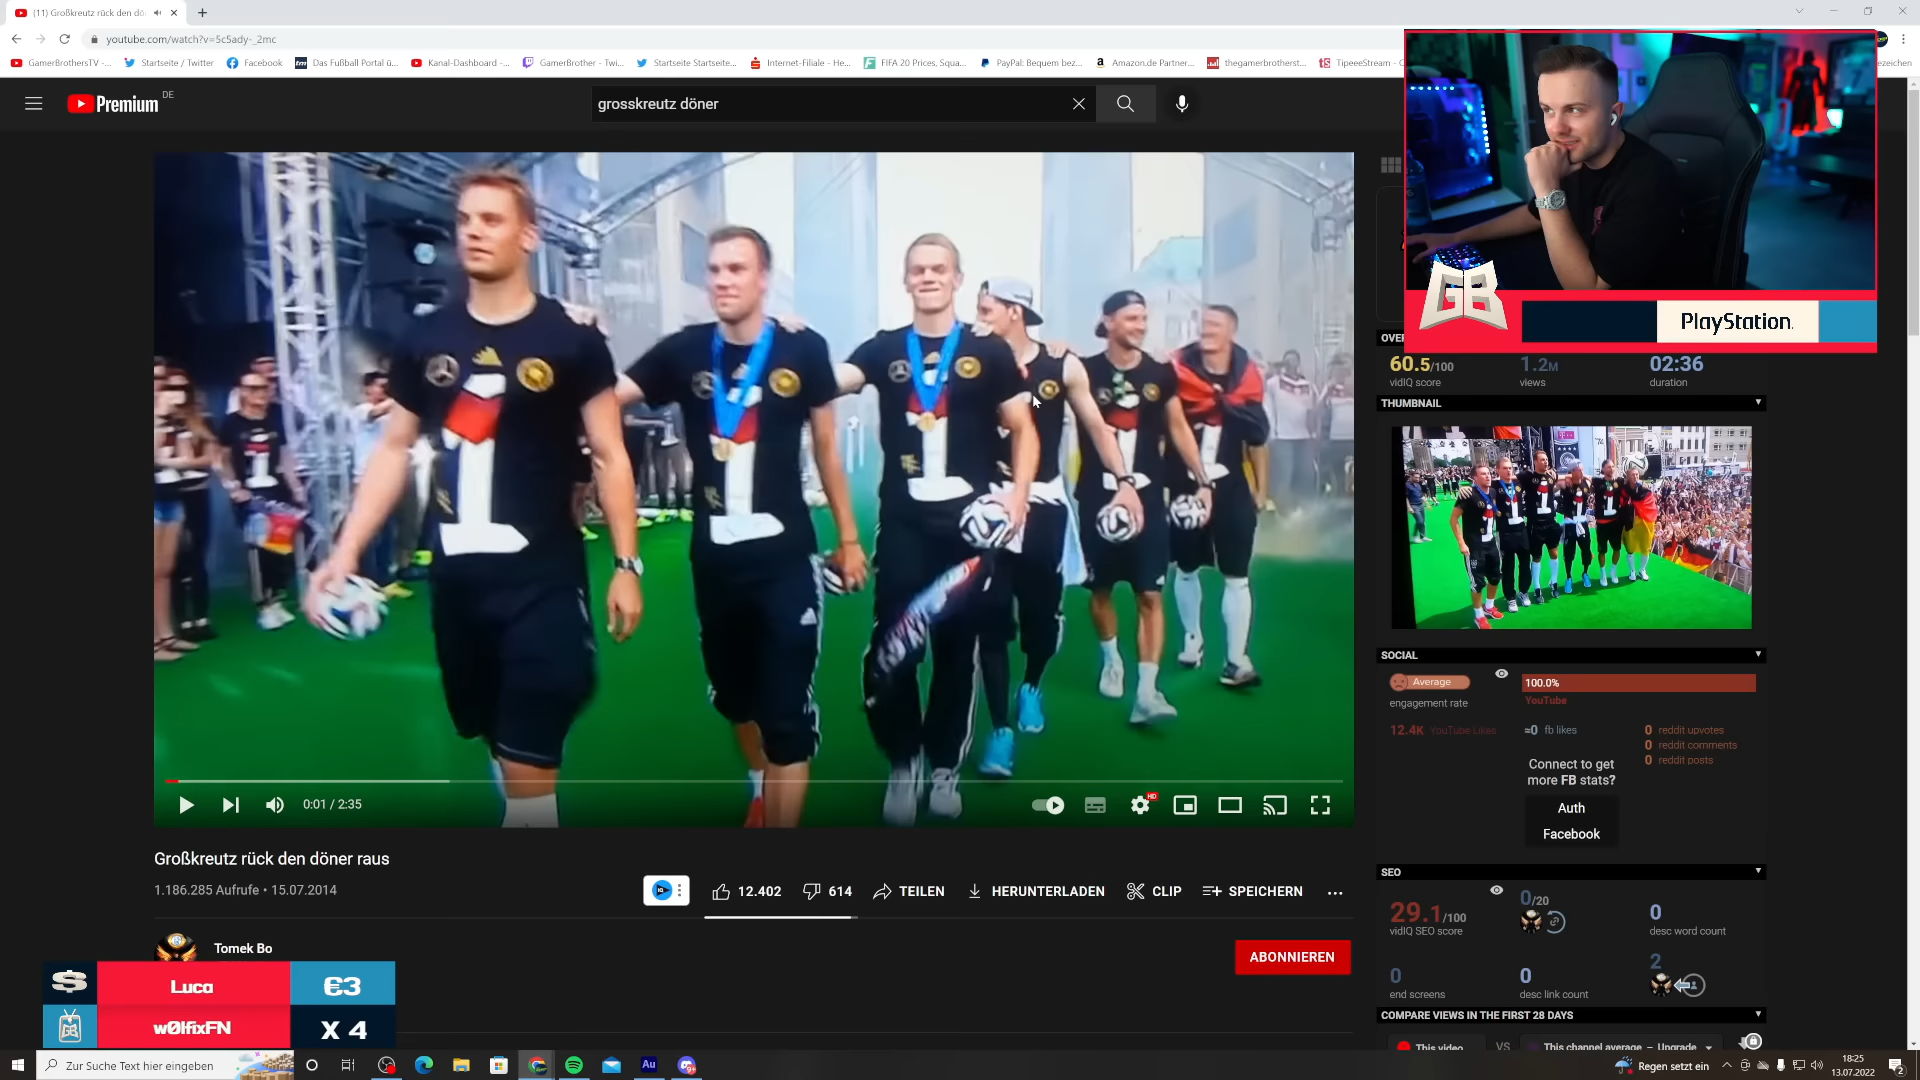 (11) Großkreutz rück den dö
youtube.com/watch?v=5c5ady-_2mc
GamerBrothersTV -...
Startseite / Twitter
Facebook
Das Fußball Portal ü...
Kanal-Dashboard -...
GamerBrother - Twi...
Startseite Startseite...
Internet-Filiale - He...
FIFA 20 Prices, Squa...
PayPal: Bequem bez...
Amazon.de Partner...
thegamerbrotherst...
TipeeeStream - C
ezeichen
Premium DE
grosskreutz döner
GB
PlayStation.
OVE
60.5/100
1.2M
02:36
vidIQ score
views
duration
THUMBNAIL
SOCIAL
Average
100.0%
engagement rate
YouTube
12.4K YouTube Likes
≈0 fb likes
0 reddit upvotes
0 reddit comments
0 reddit posts
Connect to get
more FB stats?
Auth
Facebook
0:01 / 2:35
HD
Großkreutz rück den döner raus
1.186.285 Aufrufe • 15.07.2014
12.402
614
TEILEN
HERUNTERLADEN
CLIP
SPEICHERN
Tomek Bo
ABONNIEREN
SEO
29.1/100
0/20
0
vidIQ SEO score
desc word count
0
0
2
end screens
desc link count
COMPARE VIEWS IN THE FIRST 28 DAYS
This video
VS
This channel average – Upgrade
$ Luca €3
w0lfixFN X 4
Zur Suche Text hier eingeben
Au
Regen setzt ein
18:25
13.07.2022
2